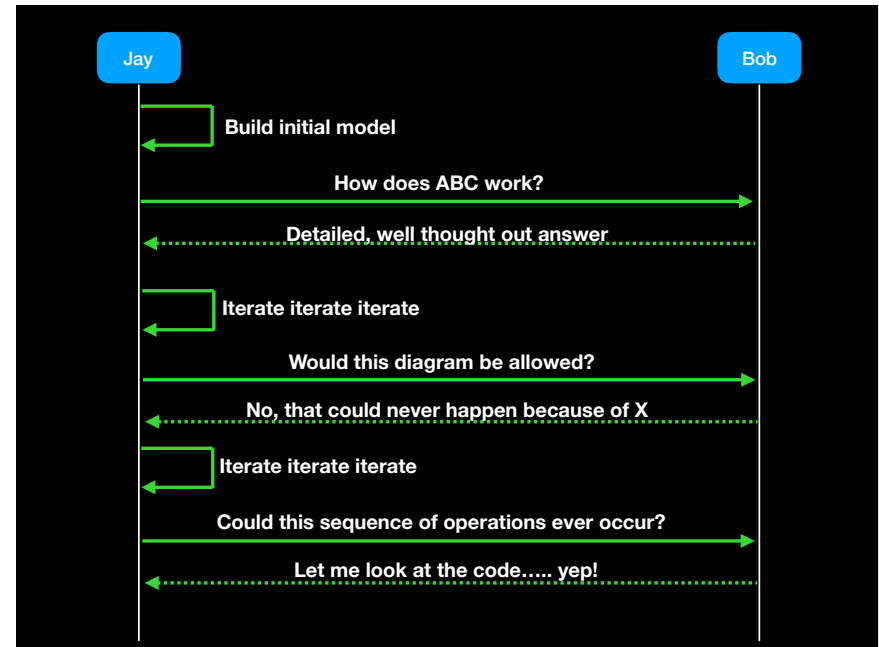 Jay
Bob
Build initial model
How does ABC work?
Detailed, well thought out answer
Iterate iterate iterate
Would this diagram be allowed?
No, that could never happen because of X
Iterate iterate iterate
Could this sequence of operations ever occur?
Let me look at the code..... yep!